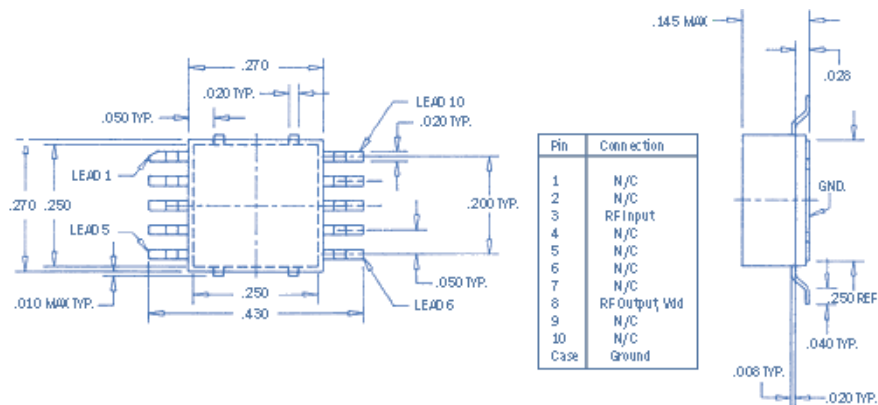 .145 MAX
.270
.028
.020 TYP.
.050 TYP.
LEAD 10
.020 TYP.
LEAD 1
.270
.250
.200 TYP.
LEAD 5
.050 TYP.
.010 MAX TYP.
.250
LEAD 6
.430
Pin Connection
1 N/C
2 N/C
3 RF Input
4 N/C
5 N/C
6 N/C
7 N/C
8 RF Output, Vdd
9 N/C
10 N/C
Case Ground
GND.
.250 REF
.040 TYP.
.008 TYP.
.020 TYP.